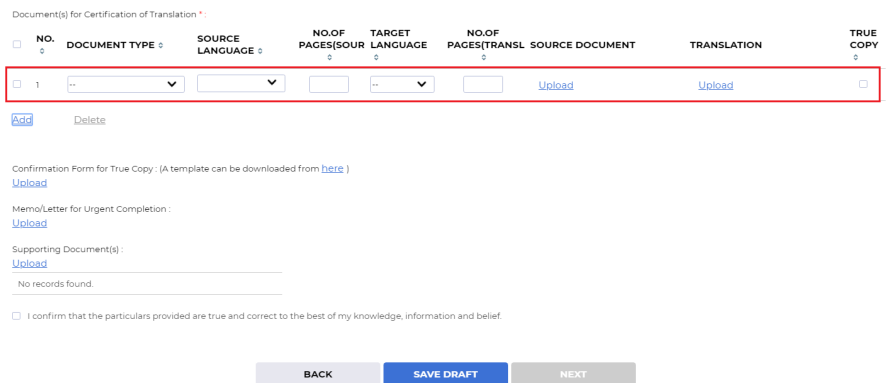 Document(s) for Certification of Translation * :
NO. DOCUMENT TYPE SOURCE LANGUAGE NO.OF PAGES(SOUR TARGET LANGUAGE NO.OF PAGES(TRANSL SOURCE DOCUMENT TRANSLATION TRUE COPY
1 -- -- Upload Upload
Add Delete
Confirmation Form for True Copy : (A template can be downloaded from here )
Upload
Memo/Letter for Urgent Completion :
Upload
Supporting Document(s) :
Upload
No records found.
I confirm that the particulars provided are true and correct to the best of my knowledge, information and belief.
BACK SAVE DRAFT NEXT